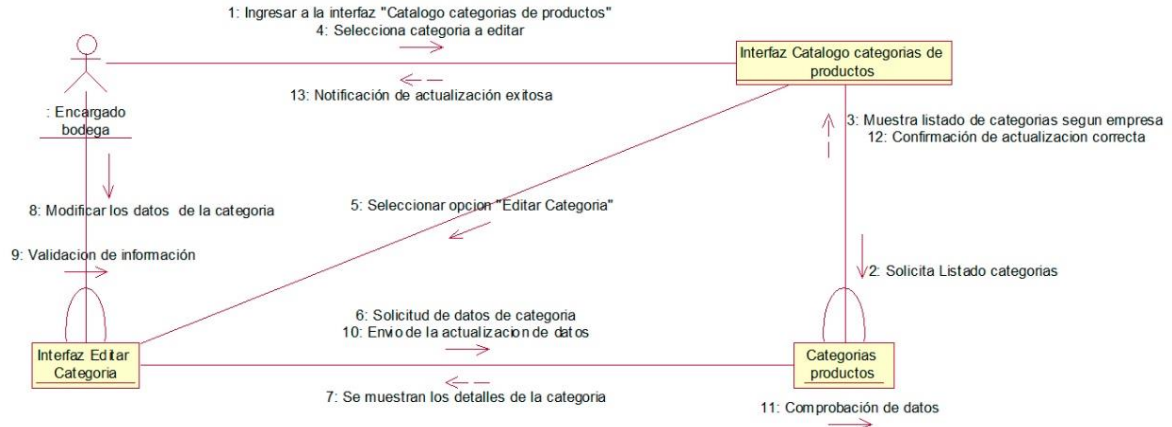 1: Ingresar a la interfaz "Catalogo categorias de productos"
4: Selecciona categoria a editar
Interfaz Catalogo categorias de
productos
13: Notificación de actualización exitosa
: Encargado
bodega
3: Muestra listado de categorias segun empresa
12: Confirmación de actualizacion correcta
8: Modificar los datos de la categoria
5: Seleccionar opcion "Editar Categoria"
9: Validacion de información
2: Solicita Listado categorias
6: Solicitud de datos de categoria
10: Envio de la actualizacion de datos
Interfaz Editar
Categoria
Categorias
productos
7: Se muestran los detalles de la categoria
11: Comprobación de datos